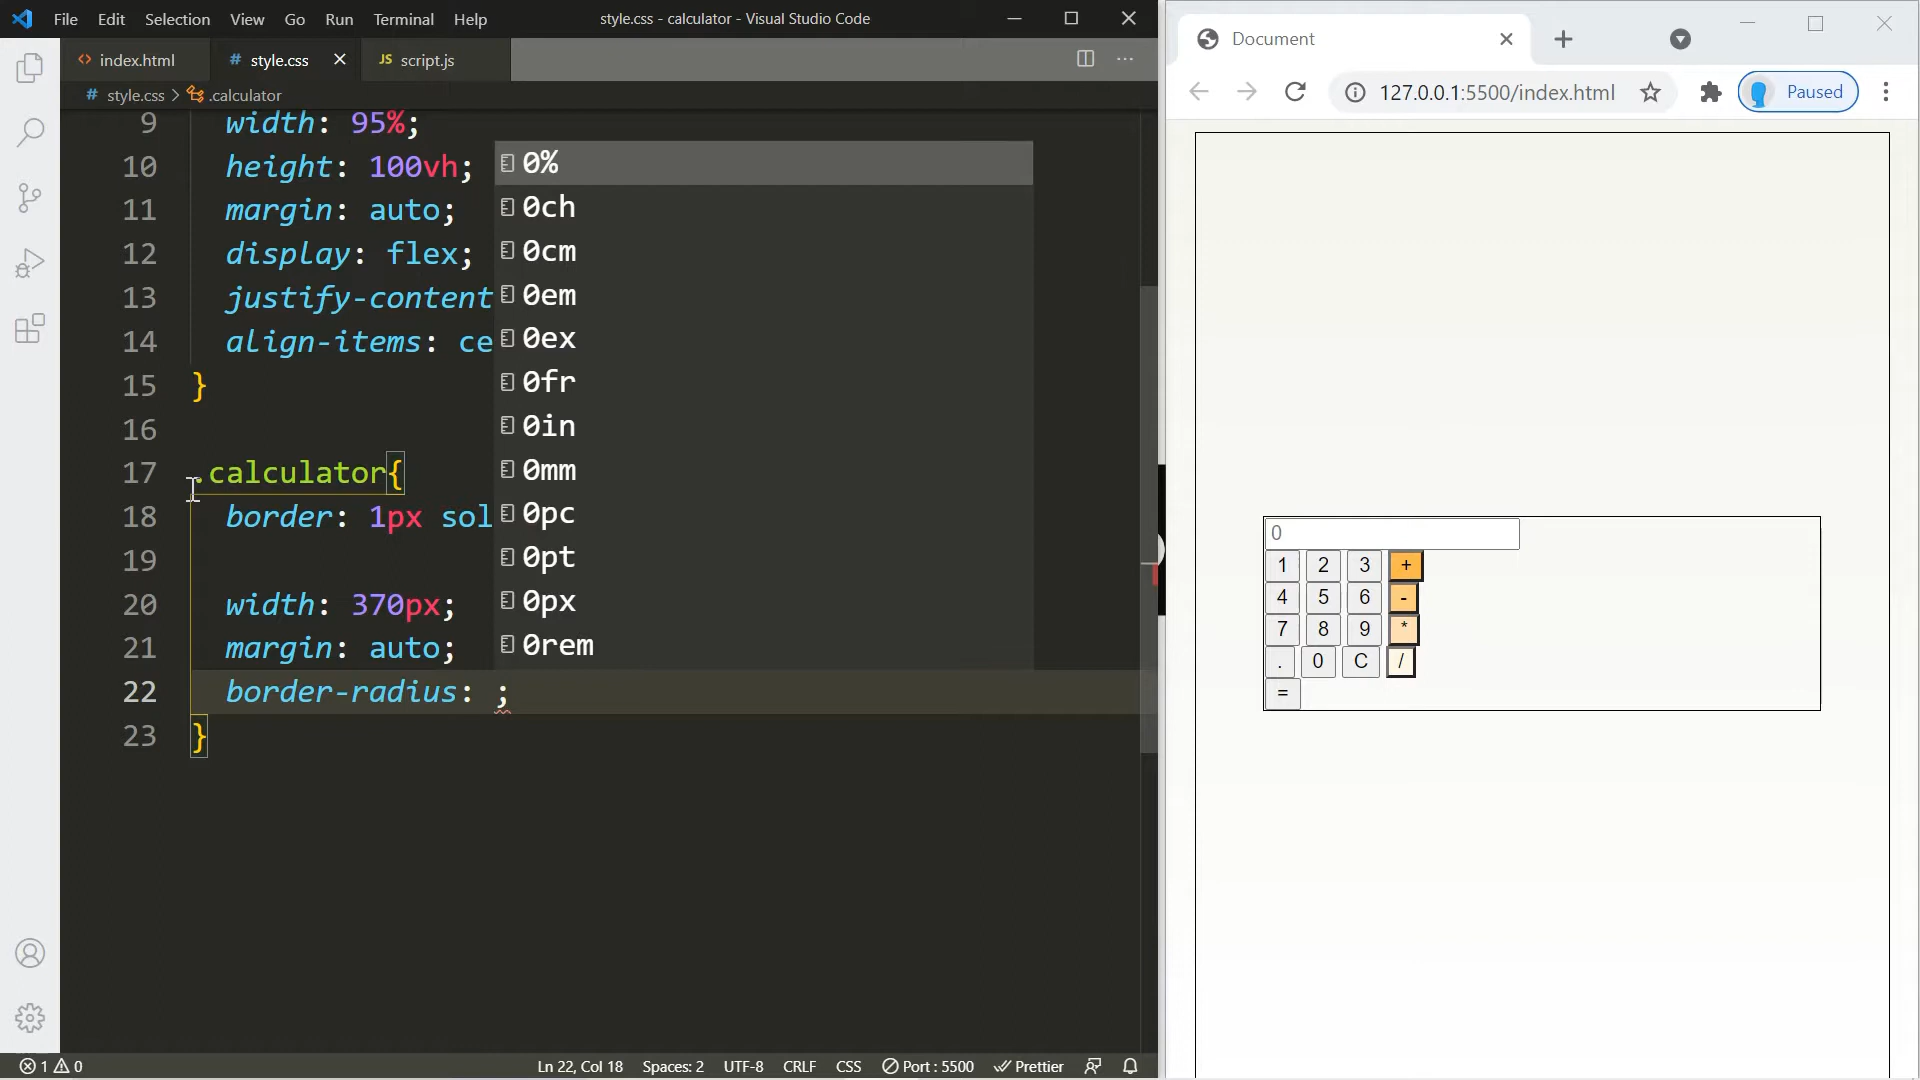 File Edit Selection View Go Run Terminal Help style.css - calculator - Visual Studio Code
index.html # style.css JS script.js
# style.css > .calculator
9 width: 95%;
10 height: 100vh;
11 margin: auto;
12 display: flex;
13 justify-content
14 align-items: ce
15 }
16
17 .calculator{
18 border: 1px sol
19
20 width: 370px;
21 margin: auto;
22 border-radius: ;
23 }
0%
0ch
0cm
0em
0ex
0fr
0in
0mm
0pc
0pt
0px
0rem
1 0 Ln 22, Col 18 Spaces: 2 UTF-8 CRLF CSS Port : 5500 Prettier
Document
127.0.0.1:5500/index.html Paused
0
1 2 3 +
4 5 6 -
7 8 9 *
. 0 C /
=